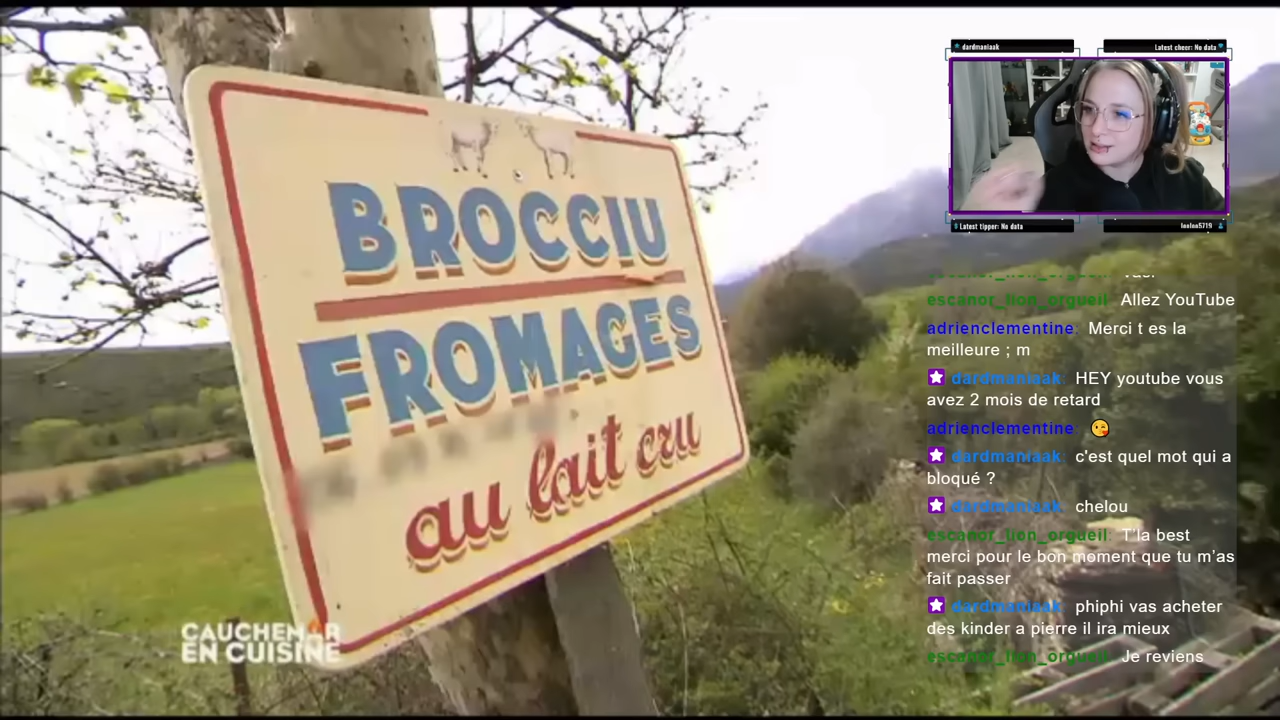 BROCCIU
FROMAGES
au lait cru
CAUCHEMAR
EN CUISINE
dardmaniaak
Latest cheer: No data
Latest tipper: No data
loulou5719
escanor_lion_orgueil Allez YouTube
adrienclementine: Merci t es la
meilleure ; m
dardmaniaak: HEY youtube vous
avez 2 mois de retard
adrienclementine: 😘
dardmaniaak: c'est quel mot qui a
bloqué ?
dardmaniaak: chelou
escanor_lion_orgueil: T'la best
merci pour le bon moment que tu m'as
fait passer
dardmaniaak: phiphi vas acheter
des kinder a pierre il ira mieux
escanor_lion_orgueil: Je reviens